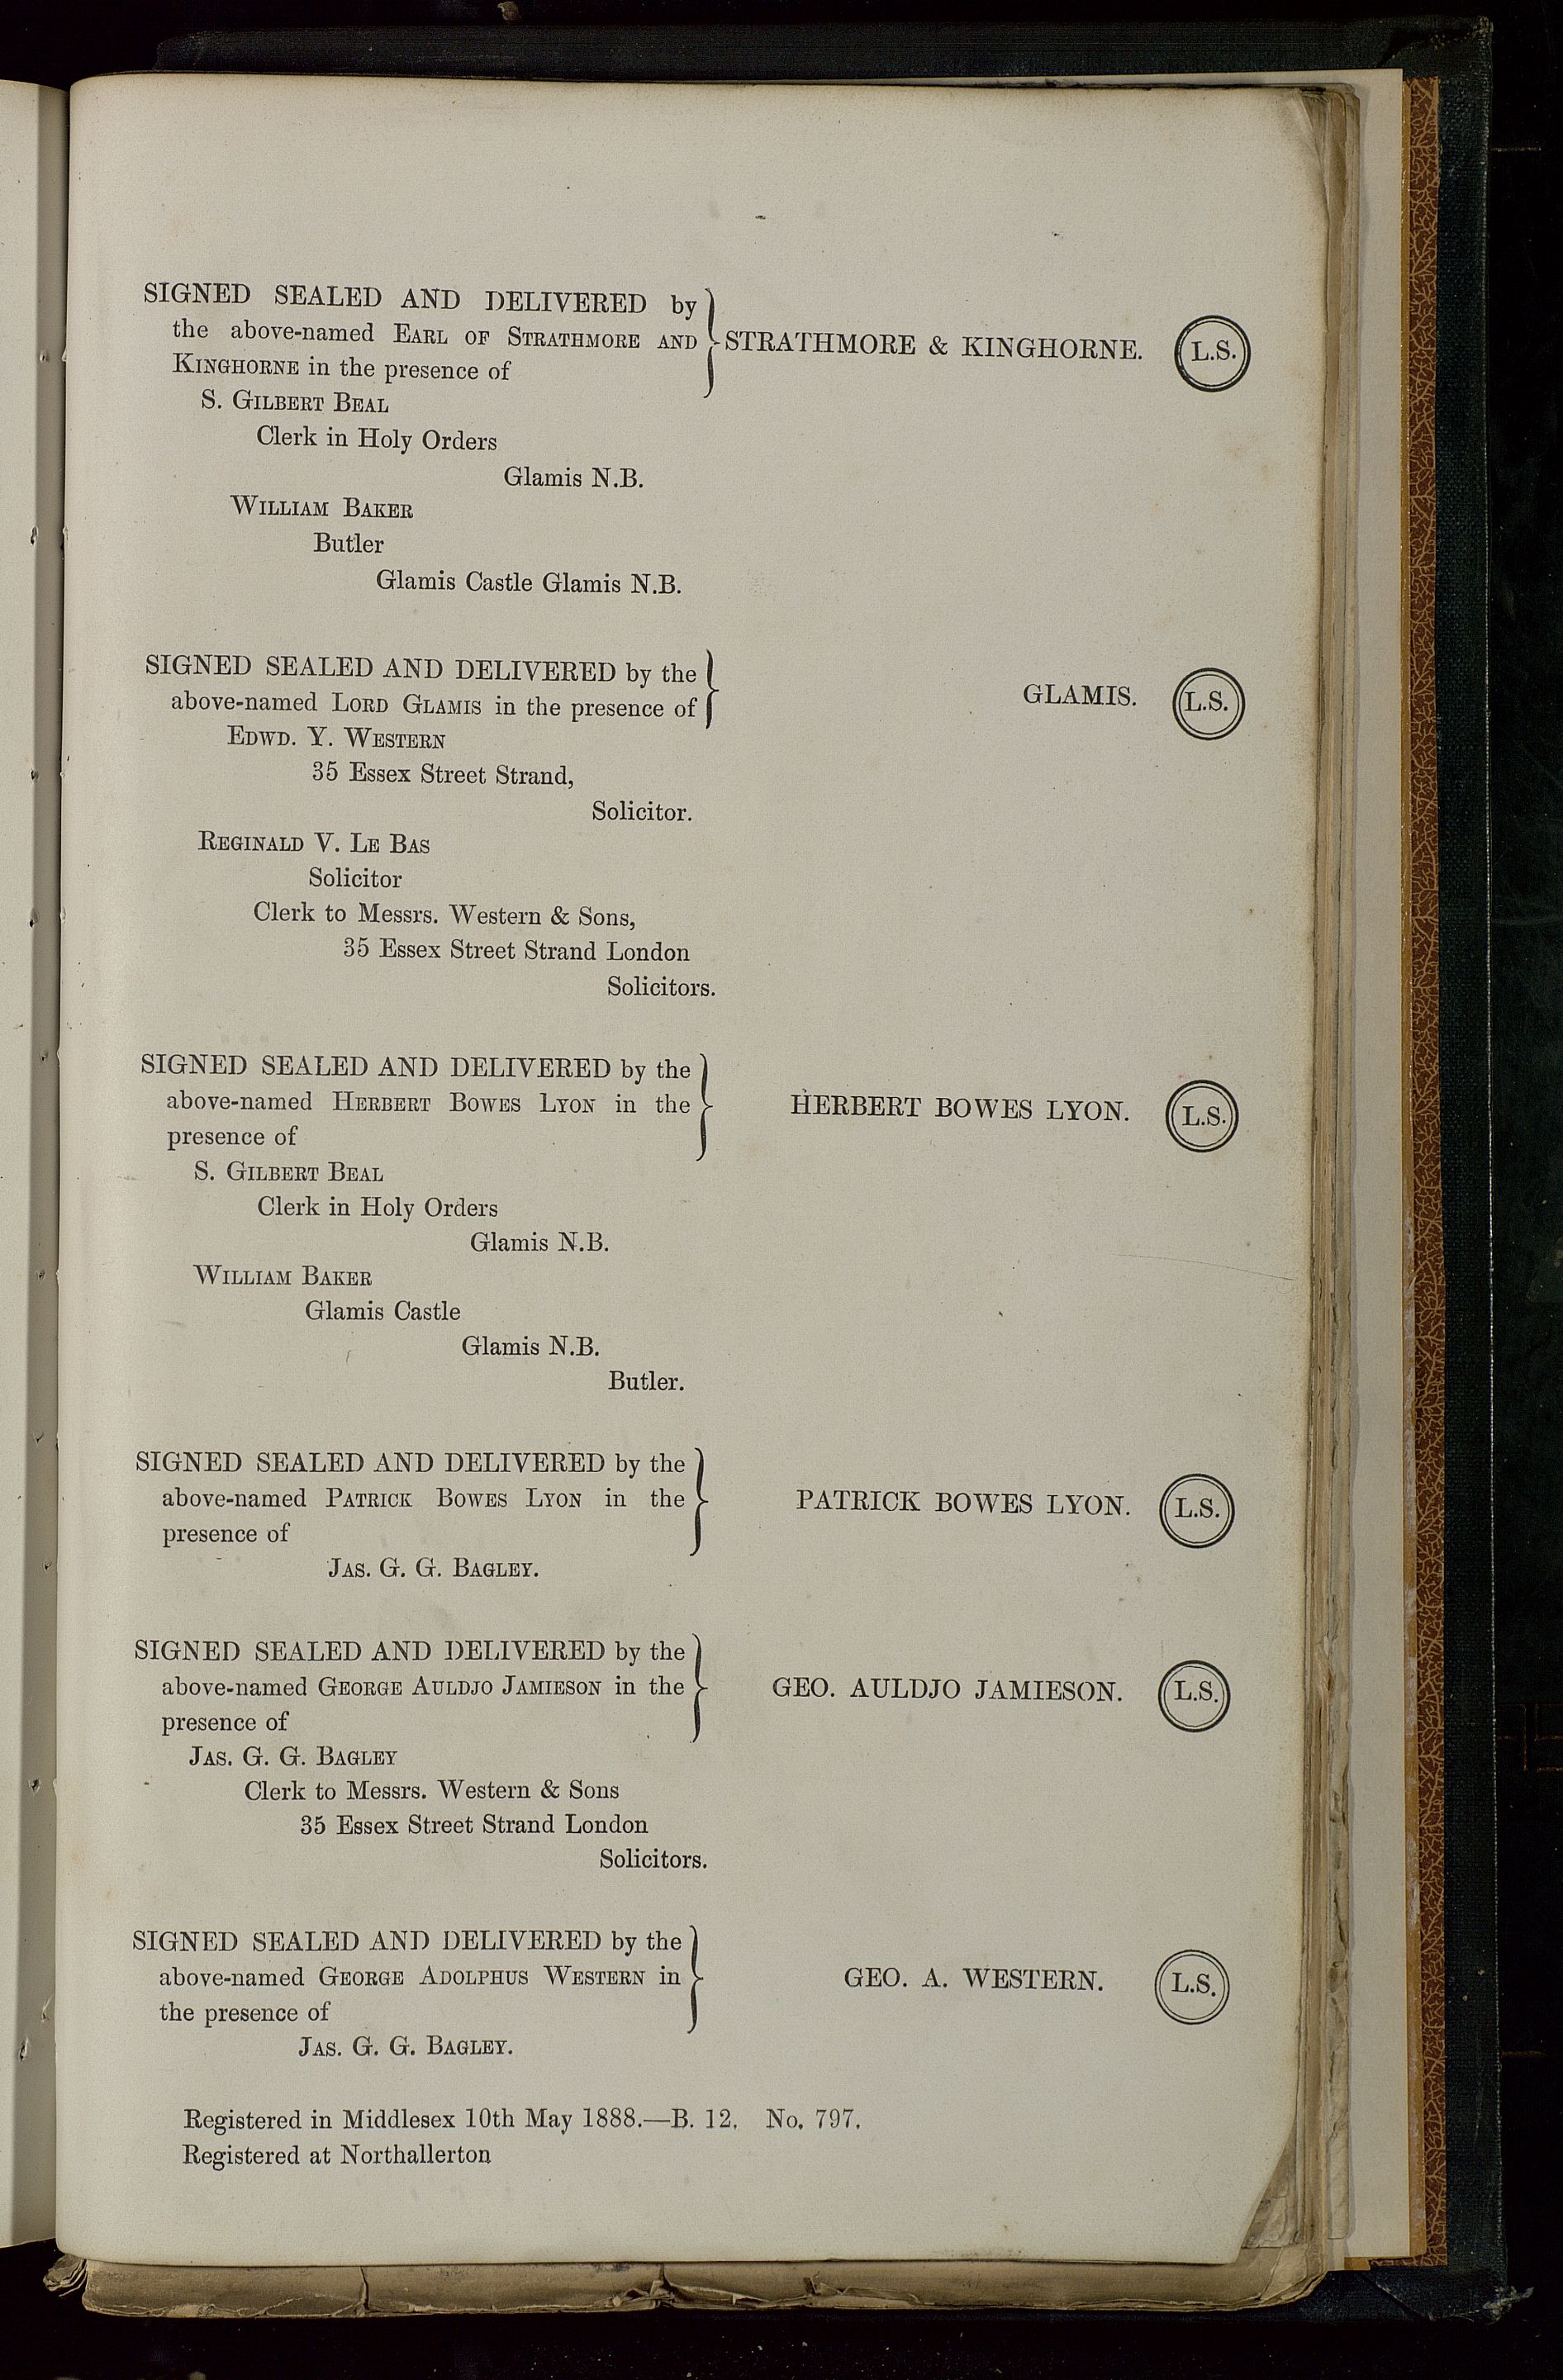 SIGNED SEALED AND DELIVERED by
the above-named EARL OF STRATHMORE AND
KINGHORNE in the presence of
STRATHMORE & KINGHORNE. L.S.
S. GILBERT BEAL
Clerk in Holy Orders
Glamis N.B.
WILLIAM BAKER
Butler
Glamis Castle Glamis N.B.
SIGNED SEALED AND DELIVERED by the
above-named LORD GLAMIS in the presence of
GLAMIS. L.S.
EDWD. Y. WESTERN
35 Essex Street Strand,
Solicitor.
REGINALD V. LE BAS
Solicitor
Clerk to Messrs. Western & Sons,
35 Essex Street Strand London
Solicitors.
SIGNED SEALED AND DELIVERED by the
above-named HERBERT BOWES LYON in the
presence of
HERBERT BOWES LYON. L.S.
S. GILBERT BEAL
Clerk in Holy Orders
Glamis N.B.
WILLIAM BAKER
Glamis Castle
Glamis N.B.
Butler.
SIGNED SEALED AND DELIVERED by the
above-named PATRICK BOWES LYON in the
presence of
PATRICK BOWES LYON. L.S.
JAS. G. G. BAGLEY.
SIGNED SEALED AND DELIVERED by the
above-named GEORGE AULDJO JAMIESON in the
presence of
GEO. AULDJO JAMIESON. L.S.
JAS. G. G. BAGLEY
Clerk to Messrs. Western & Sons
35 Essex Street Strand London
Solicitors.
SIGNED SEALED AND DELIVERED by the
above-named GEORGE ADOLPHUS WESTERN in
the presence of
GEO. A. WESTERN. L.S.
JAS. G. G. BAGLEY.
Registered in Middlesex 10th May 1888.—B. 12. No. 797.
Registered at Northallerton